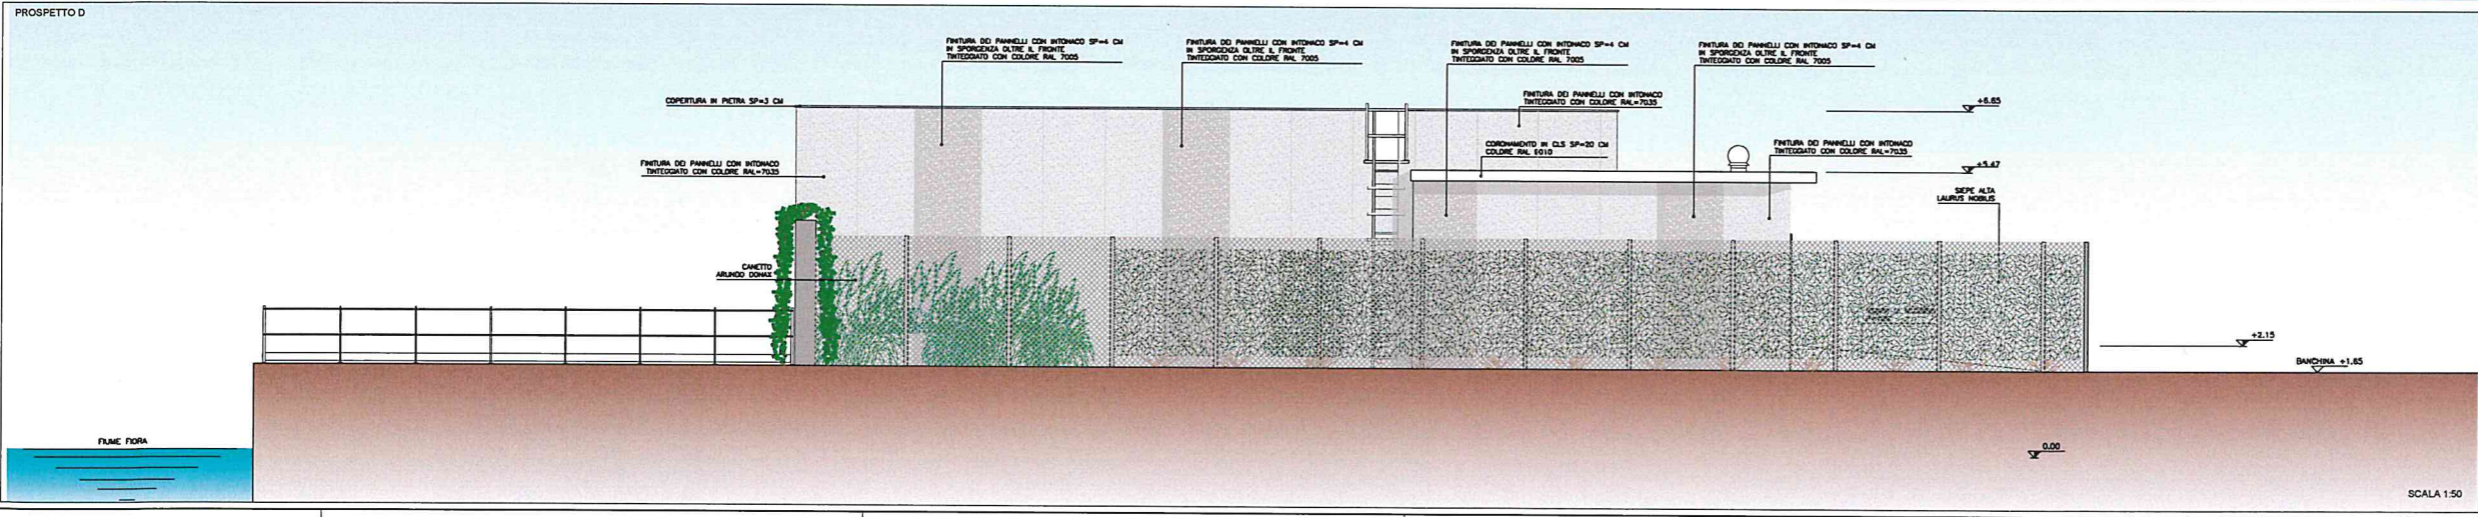 PROSPETTO D
FINITURA DEI PANNELLI CON INTONACO SP=4 CM
IN SPORGENZA OLTRE IL FRONTE
TINTEGGIATO CON COLORE RAL 7005
FINITURA DEI PANNELLI CON INTONACO SP=4 CM
IN SPORGENZA OLTRE IL FRONTE
TINTEGGIATO CON COLORE RAL 7005
FINITURA DEI PANNELLI CON INTONACO SP=4 CM
IN SPORGENZA OLTRE IL FRONTE
TINTEGGIATO CON COLORE RAL 7005
FINITURA DEI PANNELLI CON INTONACO SP=4 CM
IN SPORGENZA OLTRE IL FRONTE
TINTEGGIATO CON COLORE RAL 7005
COPERTURA IN PIETRA SP=3 CM
FINITURA DEI PANNELLI CON INTONACO
TINTEGGIATO CON COLORE RAL=7035
+6.65
CORONAMENTO IN CLS SP=20 CM
COLORE RAL 1010
FINITURA DEI PANNELLI CON INTONACO
TINTEGGIATO CON COLORE RAL=7035
FINITURA DEI PANNELLI CON INTONACO
TINTEGGIATO CON COLORE RAL=7035
+5.47
SIEPE ALTA
LAURUS NOBILIS
CANETTO
ARUNDO DONAX
+2.15
BANCHINA +1.65
FIUME FIORA
0.00
SCALA 1:50